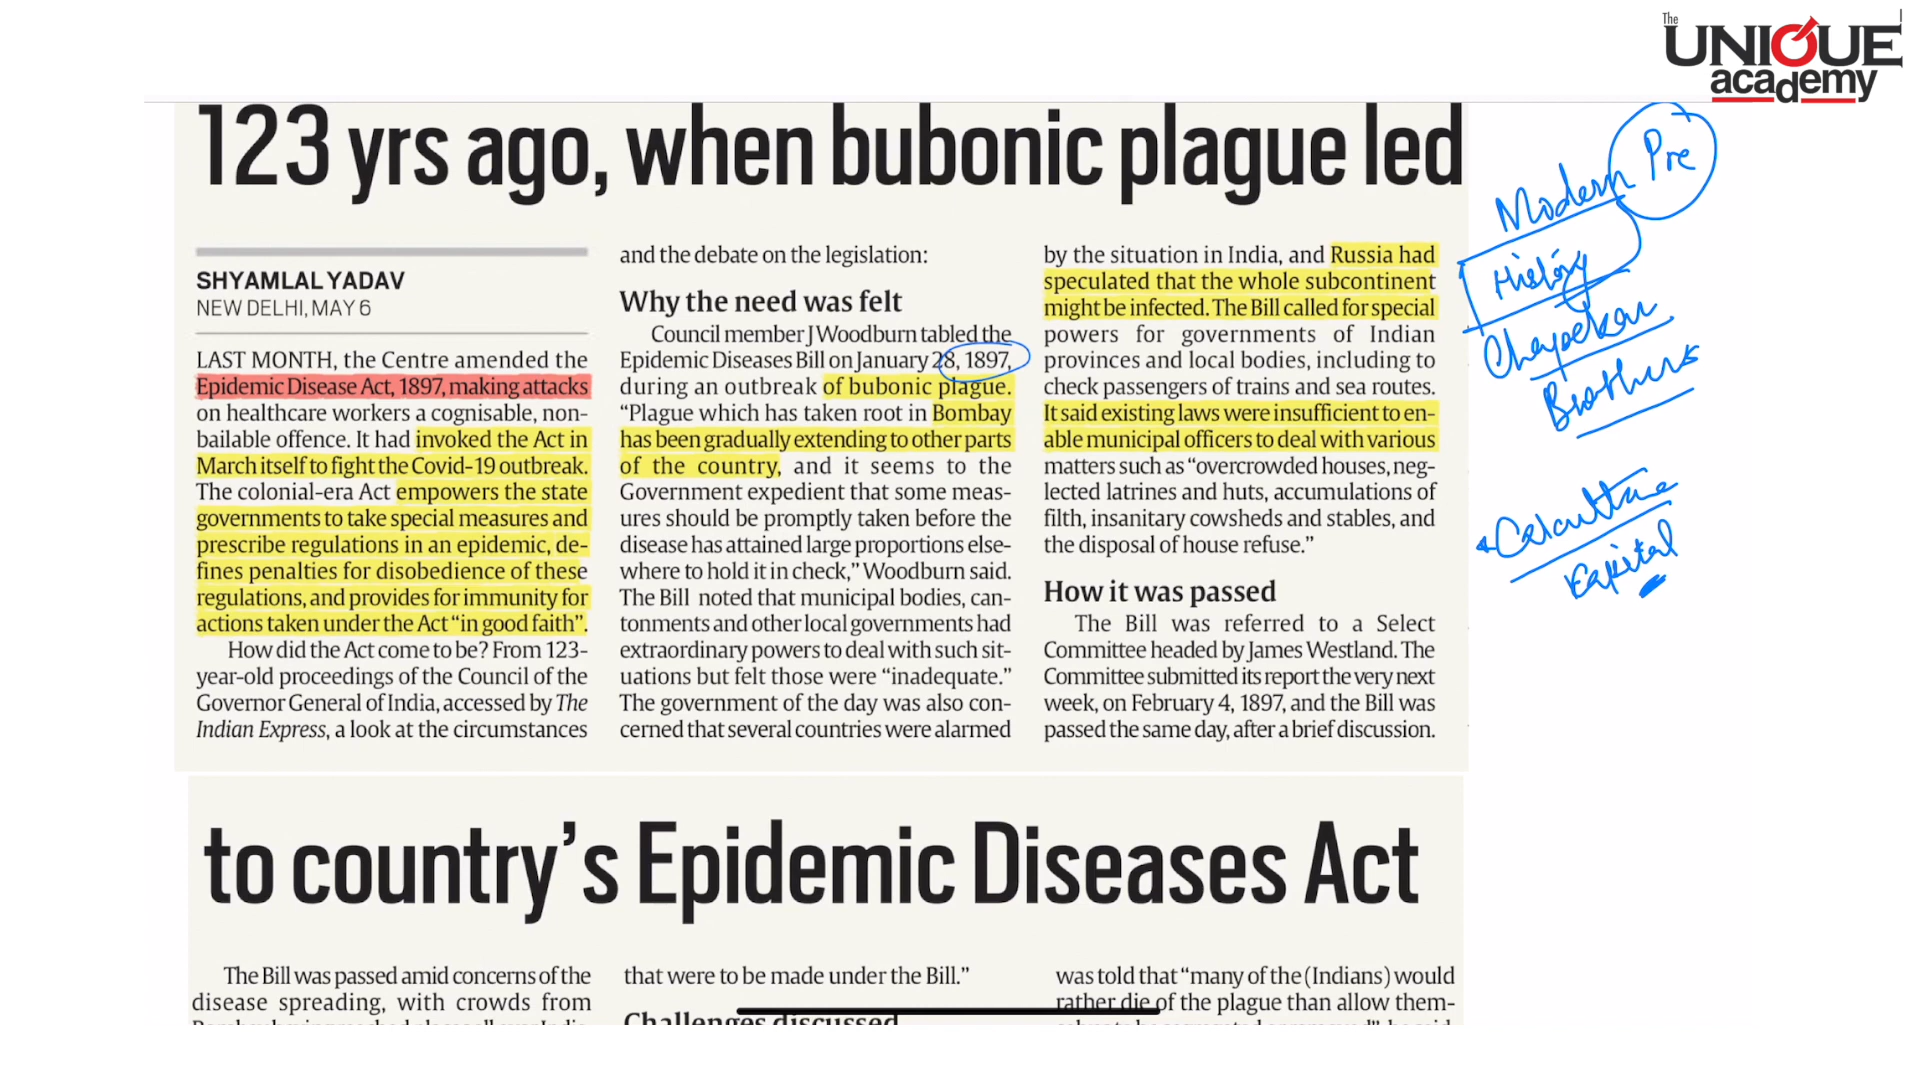 The
UNIQUE
academy
123 yrs ago, when bubonic plague led
SHYAMLAL YADAV
NEW DELHI, MAY 6
LAST MONTH, the Centre amended the
Epidemic Disease Act, 1897, making attacks
on healthcare workers a cognisable, non-
bailable offence. It had invoked the Act in
March itself to fight the Covid-19 outbreak.
The colonial-era Act empowers the state
governments to take special measures and
prescribe regulations in an epidemic, de-
fines penalties for disobedience of these
regulations, and provides for immunity for
actions taken under the Act “in good faith”.
How did the Act come to be? From 123-
year-old proceedings of the Council of the
Governor General of India, accessed by The
Indian Express, a look at the circumstances
and the debate on the legislation:
Why the need was felt
Council member J Woodburn tabled the
Epidemic Diseases Bill on January 28, 1897,
during an outbreak of bubonic plague.
“Plague which has taken root in Bombay
has been gradually extending to other parts
of the country, and it seems to the
Government expedient that some meas-
ures should be promptly taken before the
disease has attained large proportions else-
where to hold it in check,” Woodburn said.
The Bill noted that municipal bodies, can-
tonments and other local governments had
extraordinary powers to deal with such sit-
uations but felt those were “inadequate.”
The government of the day was also con-
cerned that several countries were alarmed
by the situation in India, and Russia had
speculated that the whole subcontinent
might be infected. The Bill called for special
powers for governments of Indian
provinces and local bodies, including to
check passengers of trains and sea routes.
It said existing laws were insufficient to en-
able municipal officers to deal with various
matters such as “overcrowded houses, neg-
lected latrines and huts, accumulations of
filth, insanitary cowsheds and stables, and
the disposal of house refuse.”
How it was passed
The Bill was referred to a Select
Committee headed by James Westland. The
Committee submitted its report the very next
week, on February 4, 1897, and the Bill was
passed the same day, after a brief discussion.
Modern Pre
History
Chapekar
Brothers
Calcutta
Capital
to country’s Epidemic Diseases Act
The Bill was passed amid concerns of the
disease spreading, with crowds from
that were to be made under the Bill.”
Challenges discussed
was told that “many of the (Indians) would
rather die of the plague than allow them-